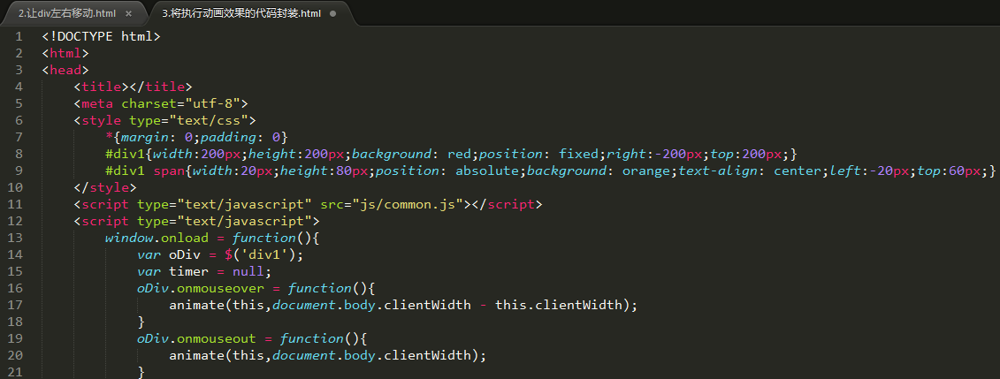 2.让div左右移动.html × 3.将执行动画效果的代码封装.html
1 <!DOCTYPE html>
2 <html>
3 <head>
4 <title></title>
5 <meta charset="utf-8">
6 <style type="text/css">
7 *{margin: 0;padding: 0}
8 #div1{width:200px;height:200px;background: red;position: fixed;right:-200px;top:200px;}
9 #div1 span{width:20px;height:80px;position: absolute;background: orange;text-align: center;left:-20px;top:60px;}
10 </style>
11 <script type="text/javascript" src="js/common.js"></script>
12 <script type="text/javascript">
13 window.onload = function(){
14 var oDiv = $('div1');
15 var timer = null;
16 oDiv.onmouseover = function(){
17 animate(this,document.body.clientWidth - this.clientWidth);
18 }
19 oDiv.onmouseout = function(){
20 animate(this,document.body.clientWidth);
21 }